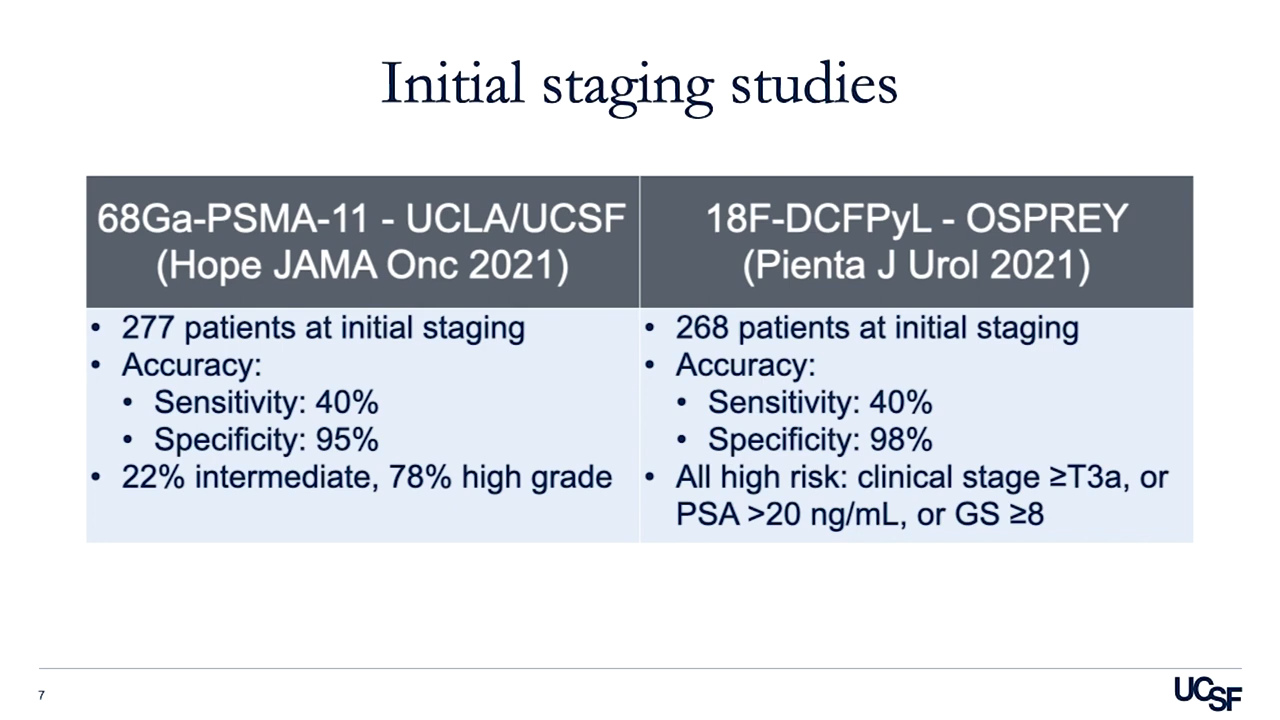 Initial staging studies
68Ga-PSMA-11 - UCLA/UCSF
(Hope JAMA Onc 2021)
• 277 patients at initial staging
• Accuracy:
• Sensitivity: 40%
• Specificity: 95%
• 22% intermediate, 78% high grade
18F-DCFPyL - OSPREY
(Pienta J Urol 2021)
• 268 patients at initial staging
• Accuracy:
• Sensitivity: 40%
• Specificity: 98%
• All high risk: clinical stage ≥T3a, or
PSA >20 ng/mL, or GS ≥8
7
UCSF